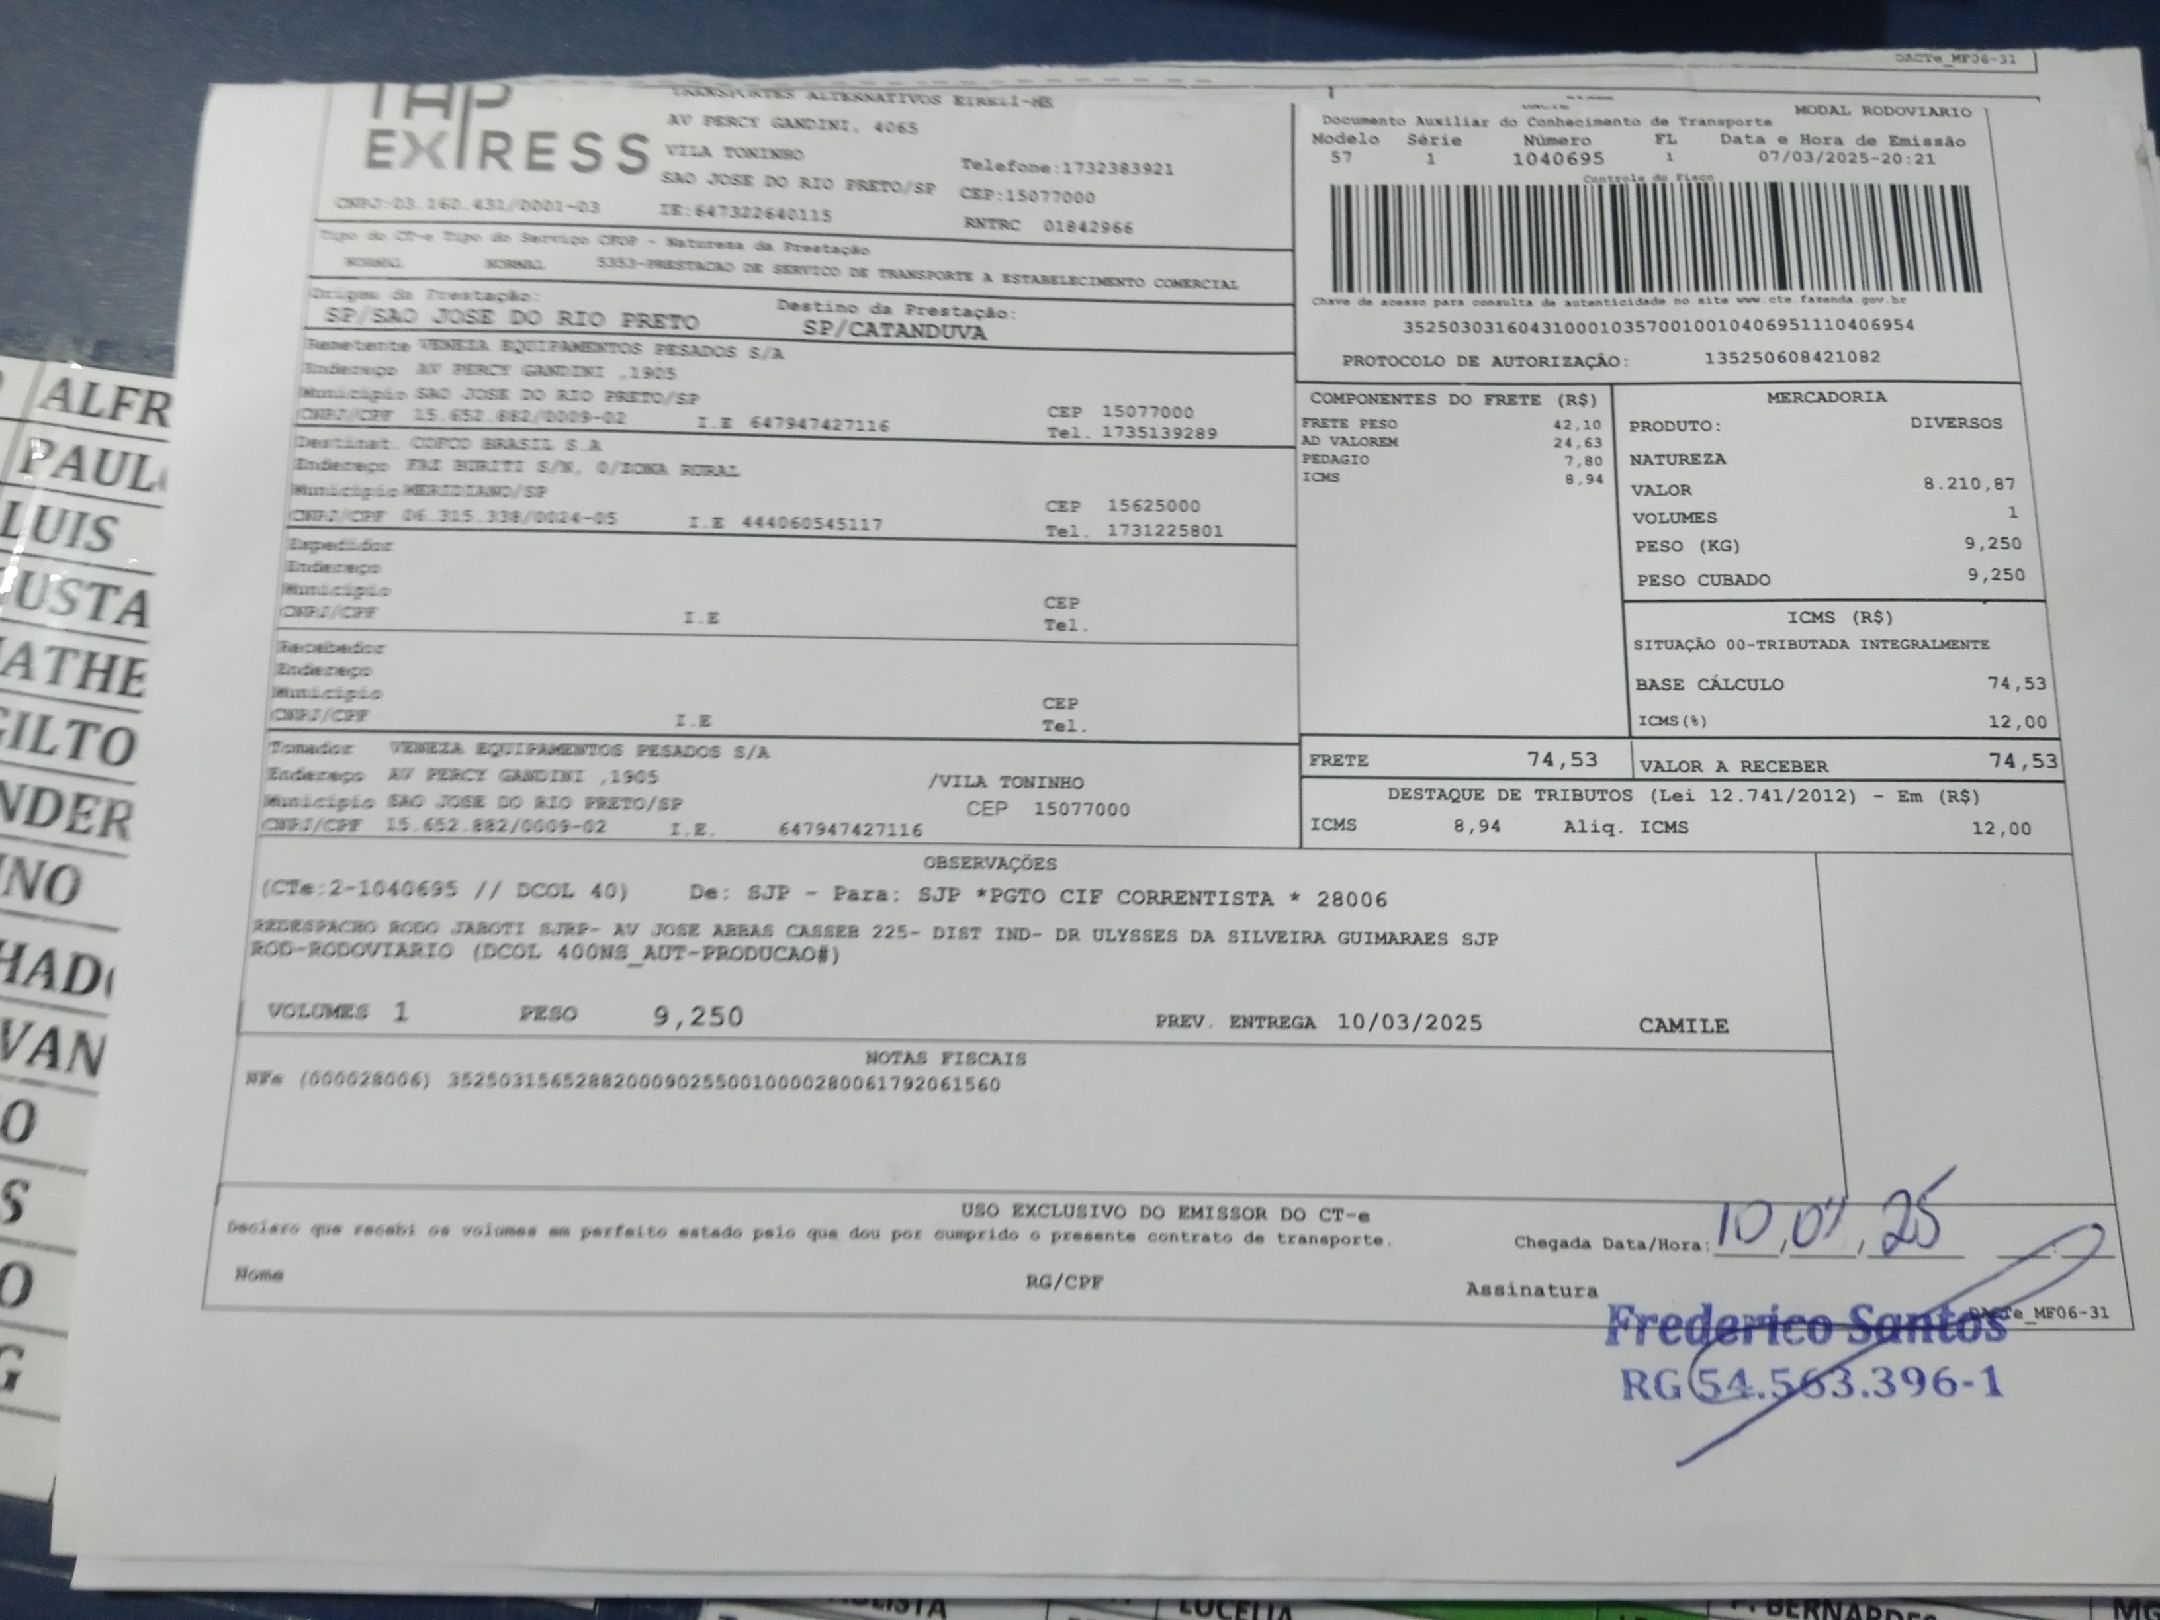 DACTe_MF06-31
TAP
EXPRESS
TRANSPORTES ALTERNATIVOS EIRELI-ME
AV PERCY GANDINI, 4065
VILA TONINHO
Telefone:1732383921
SAO JOSE DO RIO PRETO/SP CEP:15077000
CNPJ:03.160.431/0001-03 IE:647322640115 RNTRC 01842966
Tipo do CT-e Tipo do Serviço CFOP - Natureza da Prestação
NORMAL NORMAL 5353-PRESTACAO DE SERVICO DE TRANSPORTE A ESTABELECIMENTO COMERCIAL
Origem da Prestação: Destino da Prestação:
SP/SAO JOSE DO RIO PRETO SP/CATANDUVA
MODAL RODOVIARIO
Documento Auxiliar do Conhecimento de Transporte
Modelo Série Número FL Data e Hora de Emissão
57 1 1040695 1 07/03/2025-20:21
Controle do Fisco
Chave de acesso para consulta de autenticidade no site www.cte.fazenda.gov.br
35250303160431000103570010010406951110406954
PROTOCOLO DE AUTORIZAÇÃO: 135250608421082
Remetente VENEZA EQUIPAMENTOS PESADOS S/A
Endereço AV PERCY GANDINI ,1905
Município SAO JOSE DO RIO PRETO/SP CEP 15077000
CNPJ/CPF 15.652.882/0009-02 I.E 647947427116 Tel. 1735139289
Destinat. COFCO BRASIL S.A
Endereço FAZ BURITI S/N, 0/ZONA RURAL
Município MERIDIANO/SP CEP 15625000
CNPJ/CPF 06.315.338/0024-05 I.E 444060545117 Tel. 1731225801
Expedidor
Endereço
Município CEP
CNPJ/CPF I.E Tel.
Recebedor
Endereço
Município CEP
CNPJ/CPF I.E Tel.
Tomador VENEZA EQUIPAMENTOS PESADOS S/A
Endereço AV PERCY GANDINI ,1905 /VILA TONINHO
Município SAO JOSE DO RIO PRETO/SP CEP 15077000
CNPJ/CPF 15.652.882/0009-02 I.E. 647947427116
COMPONENTES DO FRETE (R$)
FRETE PESO 42,10
AD VALOREM 24,63
PEDAGIO 7,80
ICMS 8,94
MERCADORIA
PRODUTO: DIVERSOS
NATUREZA
VALOR 8.210,87
VOLUMES 1
PESO (KG) 9,250
PESO CUBADO 9,250
ICMS (R$)
SITUAÇÃO 00-TRIBUTADA INTEGRALMENTE
BASE CÁLCULO 74,53
ICMS(%) 12,00
FRETE 74,53 VALOR A RECEBER 74,53
DESTAQUE DE TRIBUTOS (Lei 12.741/2012) - Em (R$)
ICMS 8,94 Aliq. ICMS 12,00
OBSERVAÇÕES
(CTe:2-1040695 // DCOL 40) De: SJP - Para: SJP *PGTO CIF CORRENTISTA * 28006
REDESPACHO RODO JABOTI SJRP- AV JOSE ABBAS CASSEB 225- DIST IND- DR ULYSSES DA SILVEIRA GUIMARAES SJP
ROD-RODOVIARIO (DCOL 400NS_AUT-PRODUCAO#)
VOLUMES 1 PESO 9,250 PREV. ENTREGA 10/03/2025 CAMILE
NOTAS FISCAIS
NFe (000028006) 35250315652882000902550010000280061792061560
USO EXCLUSIVO DO EMISSOR DO CT-e
Declaro que recebi os volumes em perfeito estado pelo que dou por cumprido o presente contrato de transporte.
Chegada Data/Hora: 10 25
Nome RG/CPF Assinatura
DACTe_MF06-31
Frederico Santos
RG 54.563.396-1
ALFR
PAUL
LUIS
USTA
ATHE
GILTO
NDER
NO
HAD
VAN
O
S
O
G
LUCELIA
BERNARDES
MG